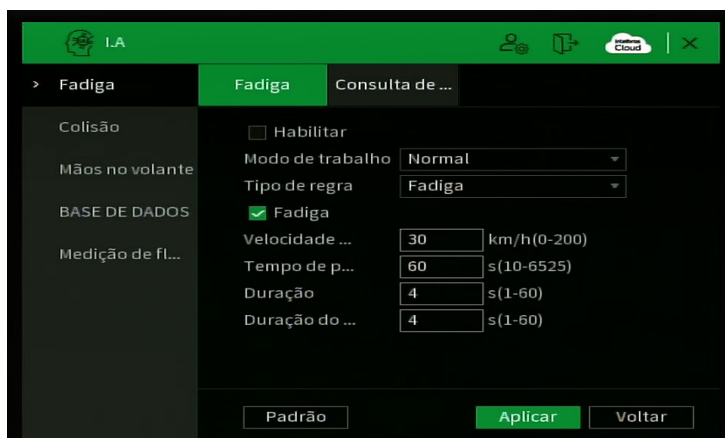 I.A
intelbras Cloud
> Fadiga
Fadiga Consulta de ...
Colisão
Mãos no volante
BASE DE DADOS
Medição de fl...
Habilitar
Modo de trabalho Normal
Tipo de regra Fadiga
Fadiga
Velocidade ... 30 km/h(0-200)
Tempo de p... 60 s(10-6525)
Duração 4 s(1-60)
Duração do ... 4 s(1-60)
Padrão Aplicar Voltar